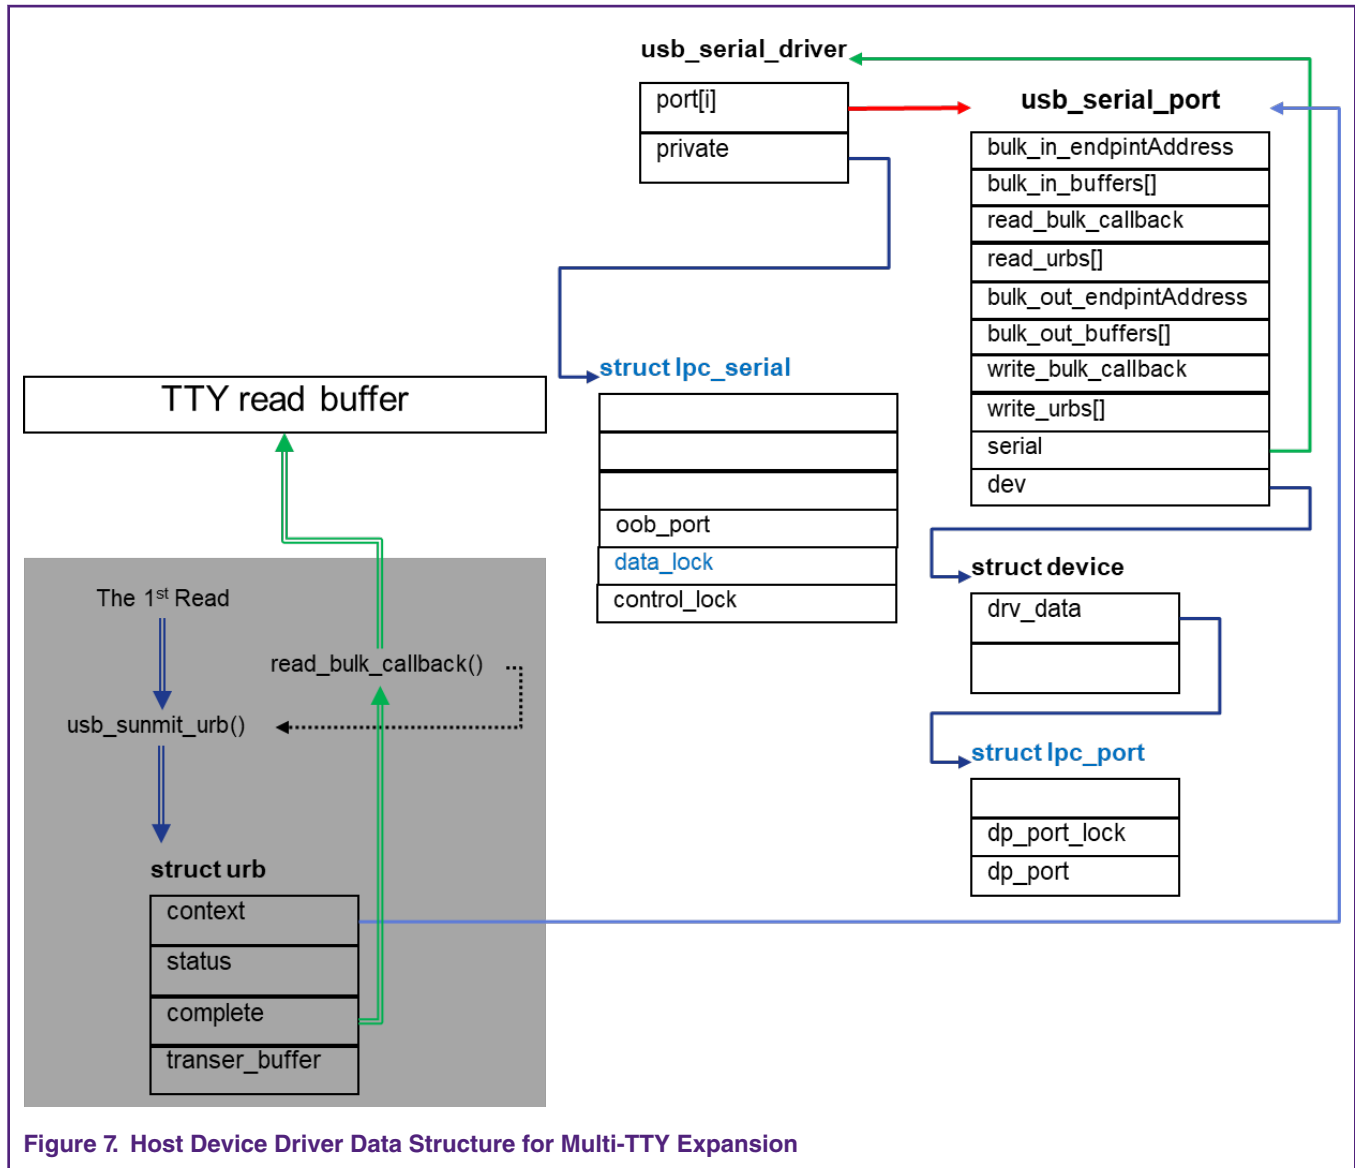 usb_serial_driver
port[i]
private
usb_serial_port
bulk_in_endpintAddress
bulk_in_buffers[]
read_bulk_callback
read_urbs[]
bulk_out_endpintAddress
bulk_out_buffers[]
write_bulk_callback
write_urbs[]
serial
dev
struct lpc_serial
oob_port
data_lock
control_lock
TTY read buffer
struct device
drv_data
struct lpc_port
dp_port_lock
dp_port
The 1st Read
read_bulk_callback()
usb_sunmit_urb()
struct urb
context
status
complete
transer_buffer
Figure 7. Host Device Driver Data Structure for Multi-TTY Expansion